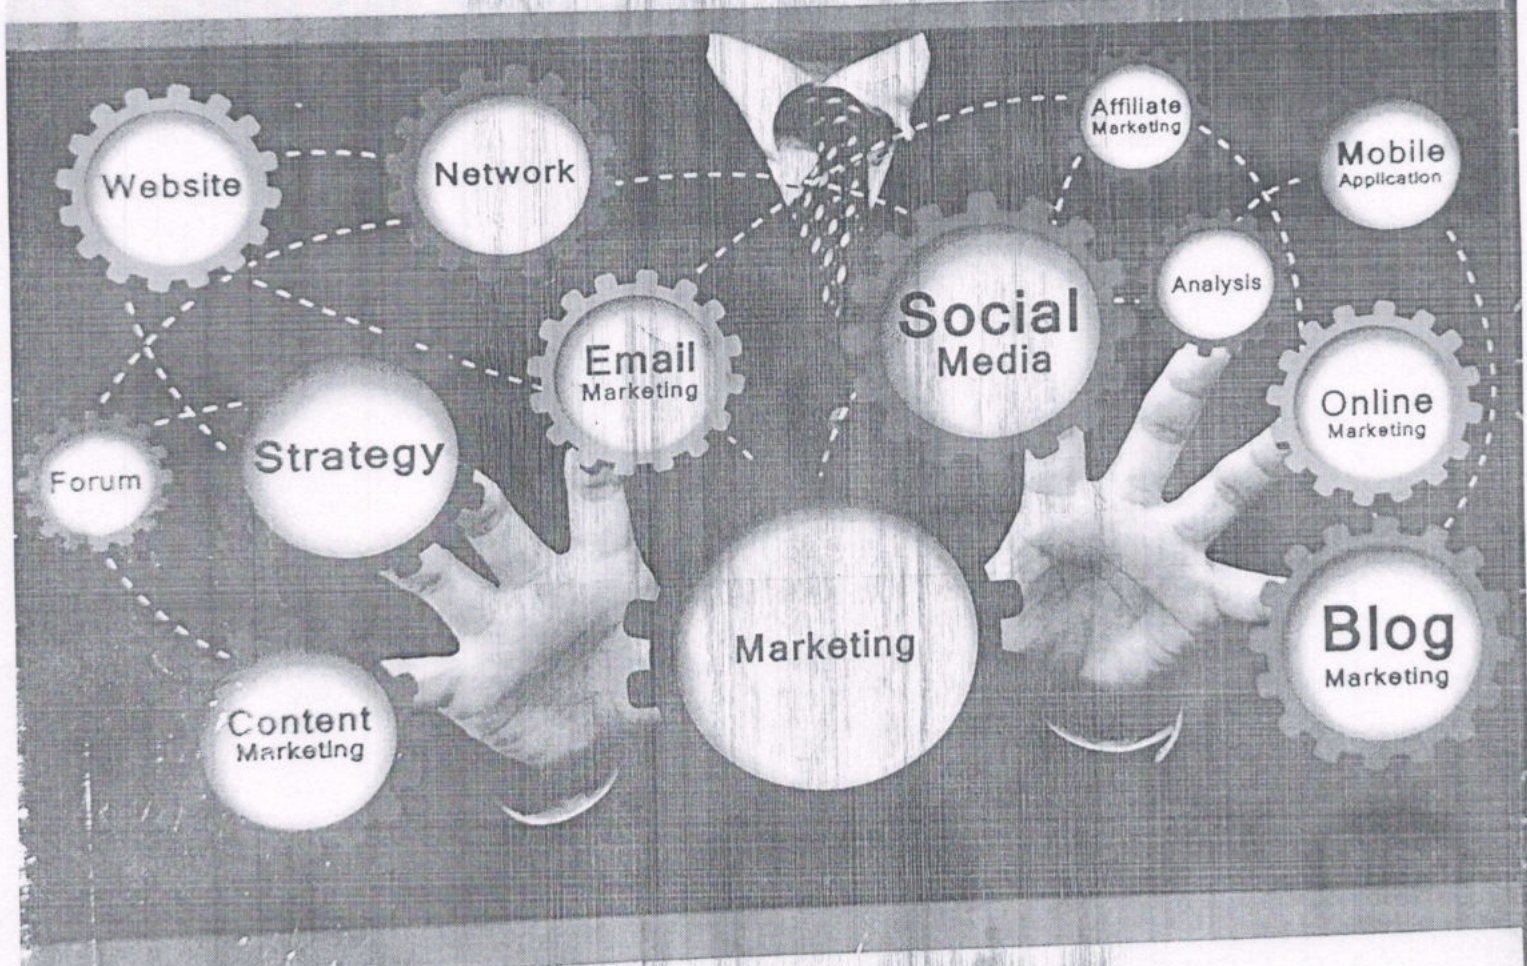 Website
Network
Affiliate
Marketing
Mobile
Application
Analysis
Social
Media
Email
Marketing
Online
Marketing
Strategy
Forum
Marketing
Blog
Marketing
Content
Marketing